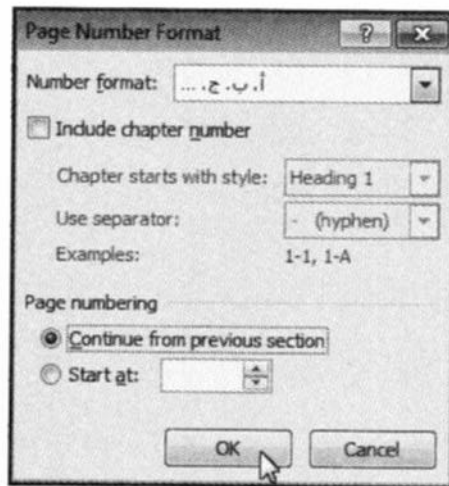 Page Number Format
Number format: أ، ب، ج، ...
Include chapter number
Chapter starts with style: Heading 1
Use separator: - (hyphen)
Examples: 1-1, 1-A
Page numbering
Continue from previous section
Start at:
OK Cancel